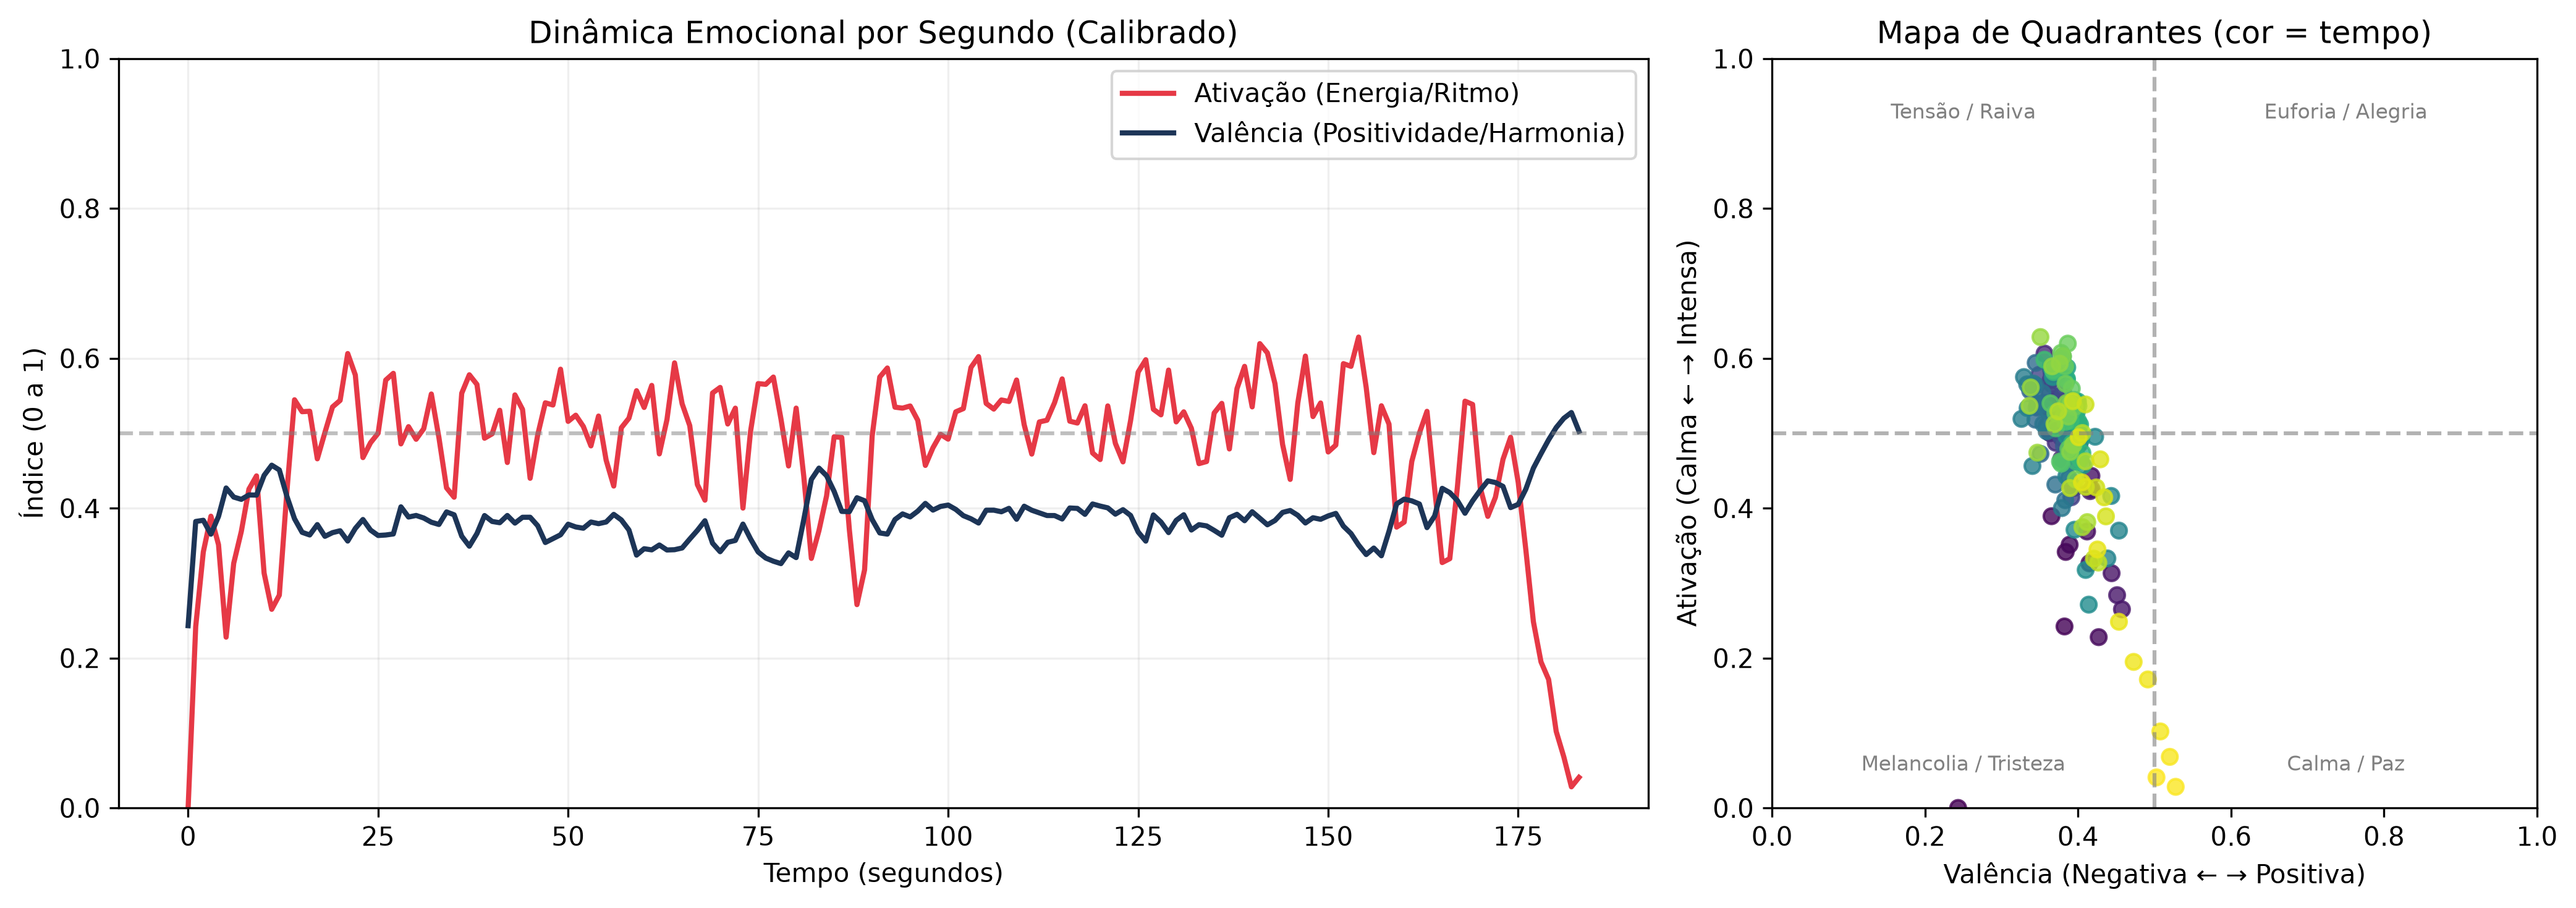 Dinâmica Emocional por Segundo (Calibrado)
Índice (0 a 1)
1.0
0.8
0.6
0.4
0.2
0.0
Ativação (Energia/Ritmo)
Valência (Positividade/Harmonia)
0 25 50 75 100 125 150 175
Tempo (segundos)
Mapa de Quadrantes (cor = tempo)
Ativação (Calma ← → Intensa)
1.0
0.8
0.6
0.4
0.2
0.0
Tensão / Raiva
Euforia / Alegria
Melancolia / Tristeza
Calma / Paz
0.0 0.2 0.4 0.6 0.8 1.0
Valência (Negativa ← → Positiva)